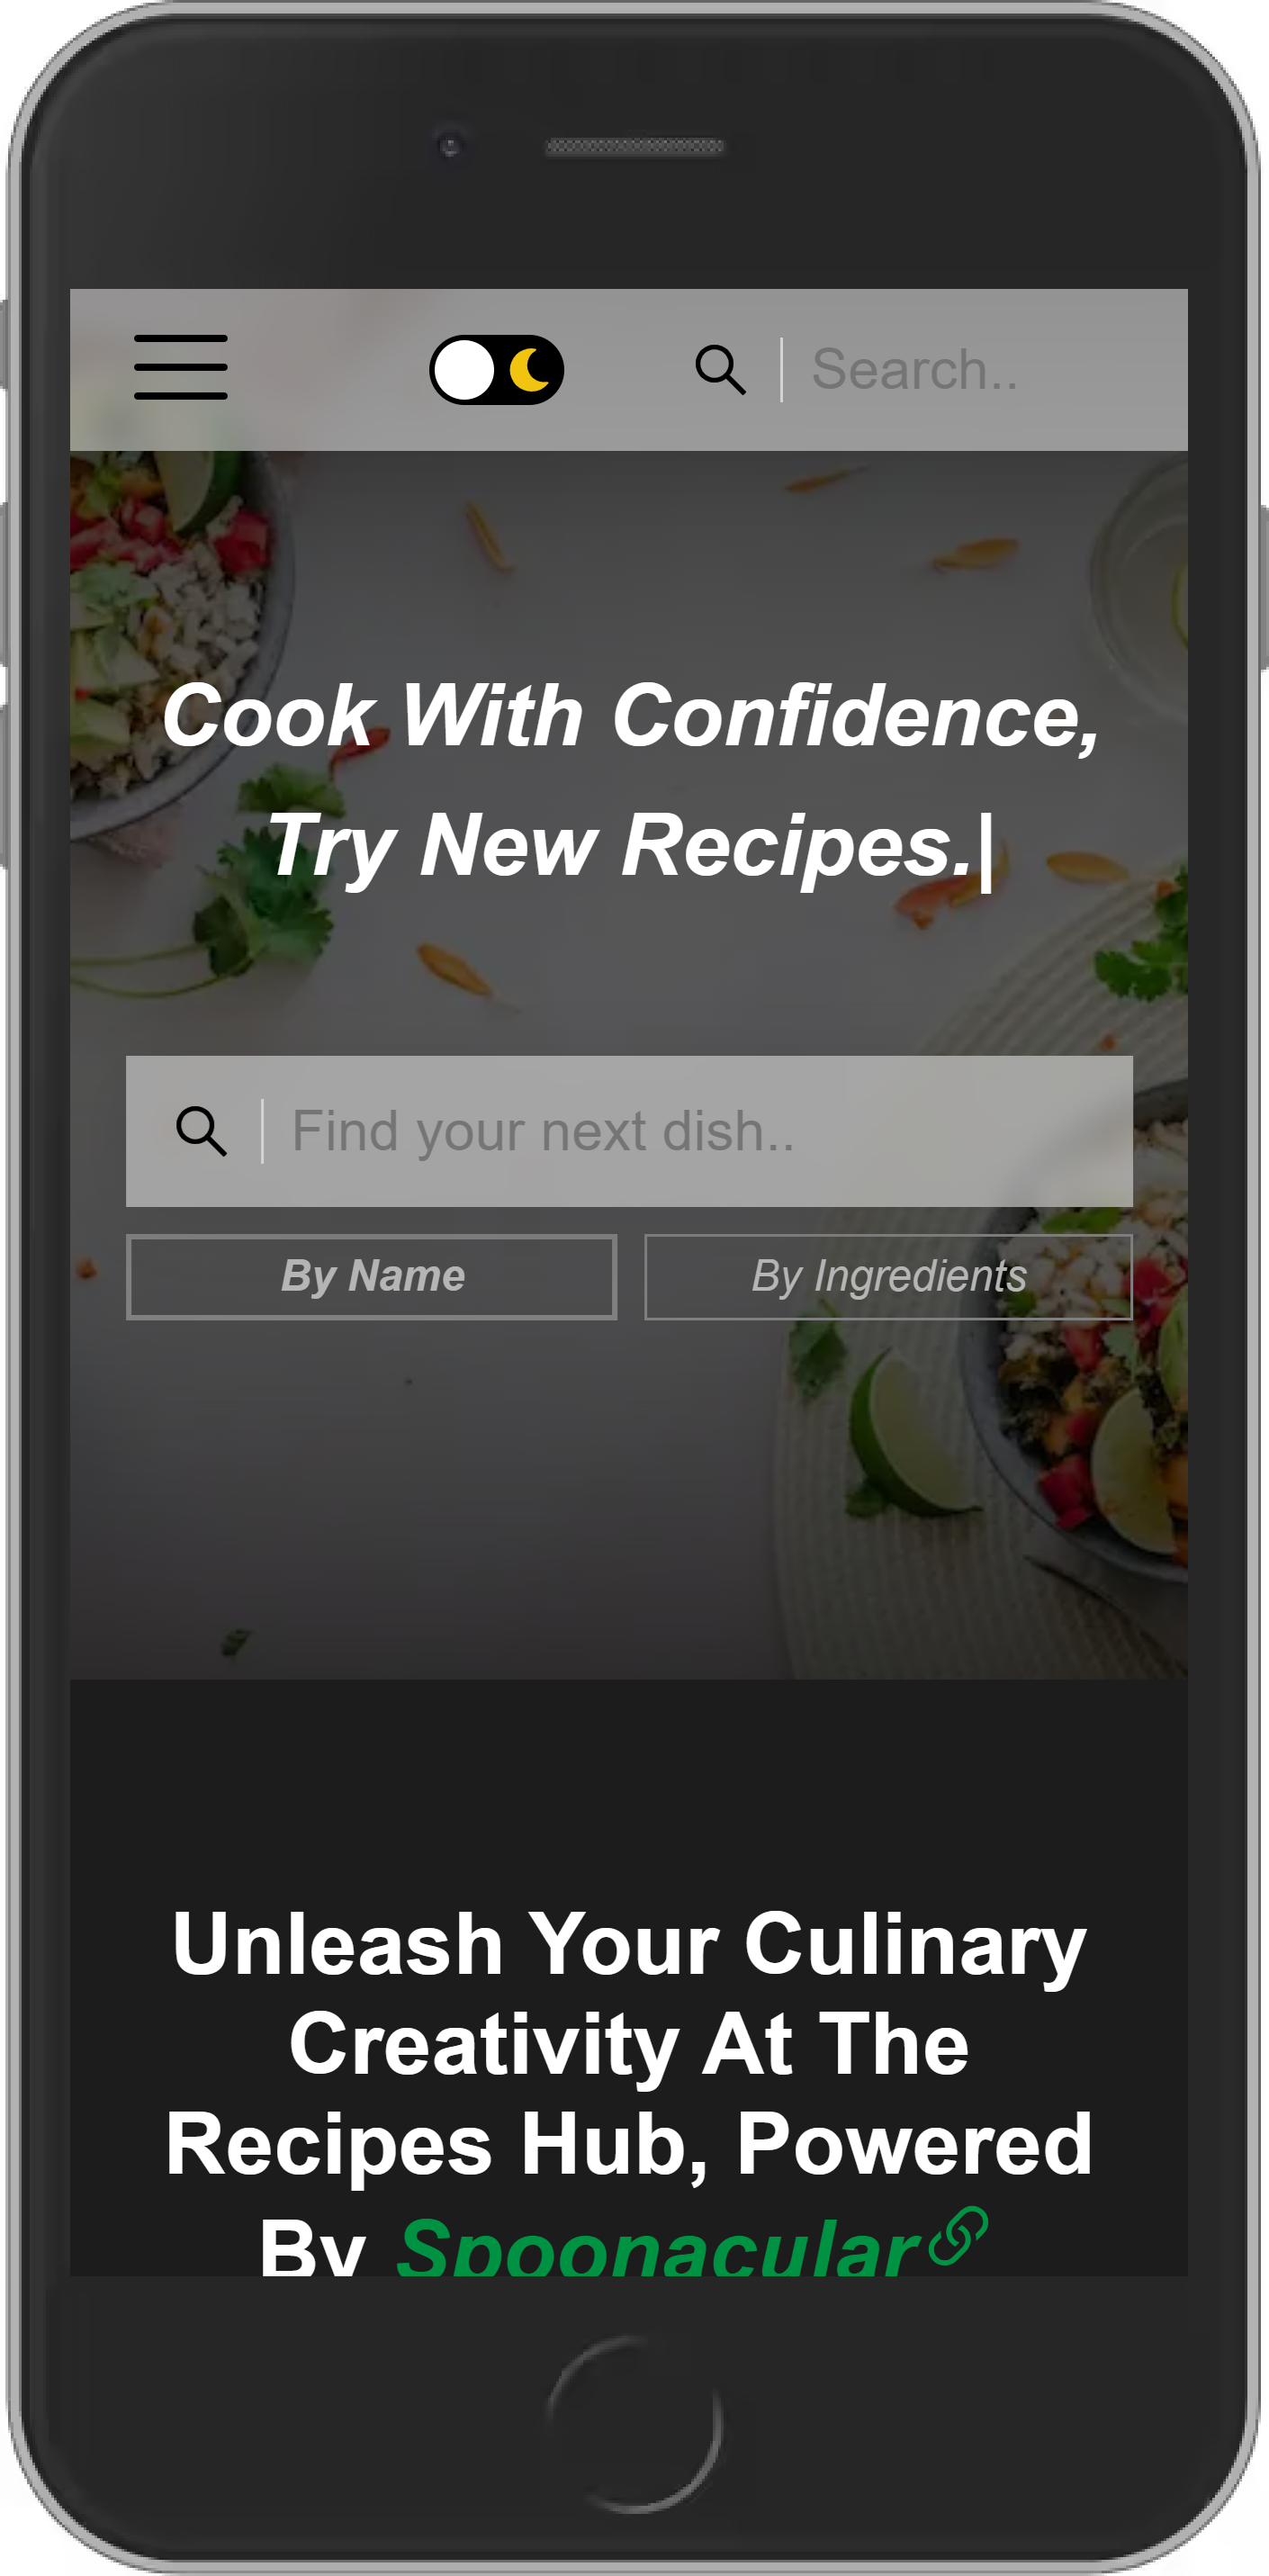 Search..
Cook With Confidence,
Try New Recipes.|
Find your next dish..
By Name
By Ingredients
Unleash Your Culinary
Creativity At The
Recipes Hub, Powered
By Spoonacular